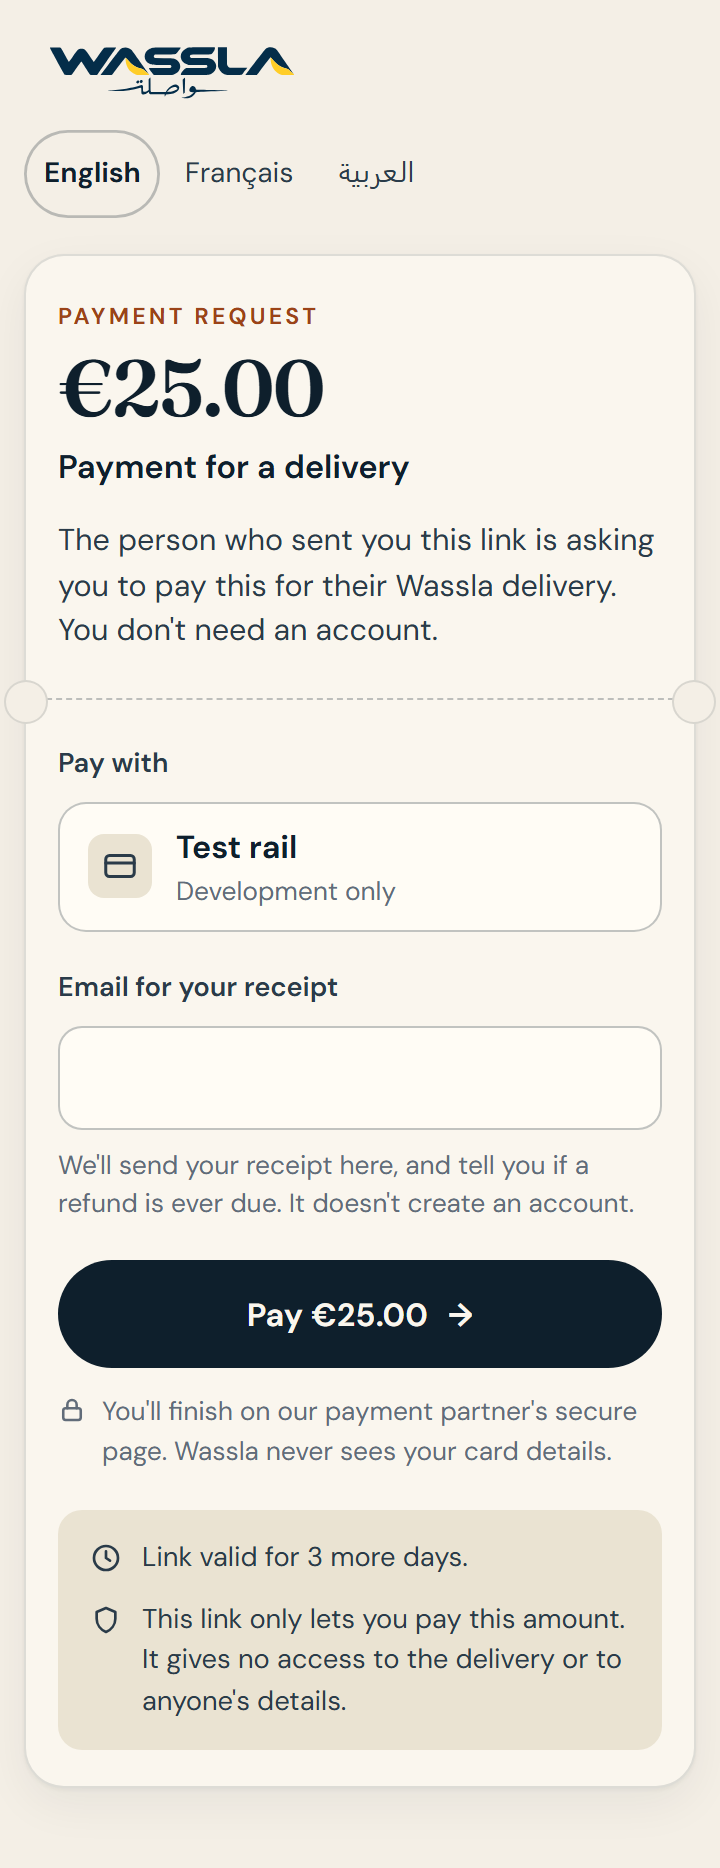 WASSLA
واصلة
English
Français
العربية
PAYMENT REQUEST
€25.00
Payment for a delivery
The person who sent you this link is asking
you to pay this for their Wassla delivery.
You don't need an account.
Pay with
Test rail
Development only
Email for your receipt
We'll send your receipt here, and tell you if a
refund is ever due. It doesn't create an account.
Pay €25.00 →
You'll finish on our payment partner's secure
page. Wassla never sees your card details.
Link valid for 3 more days.
This link only lets you pay this amount.
It gives no access to the delivery or to
anyone's details.